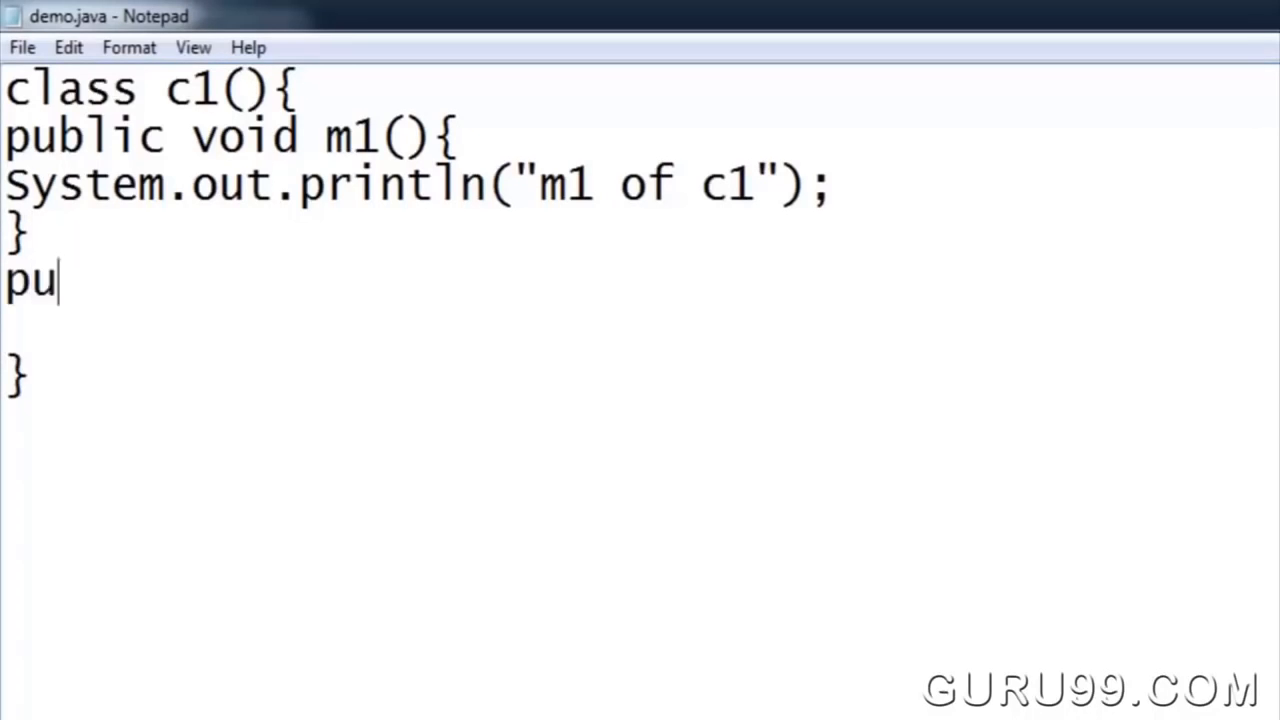 demo.java - Notepad
File Edit Format View Help
class c1(){
public void m1(){
System.out.println("m1 of c1");
}
pu
}
GURU99.COM